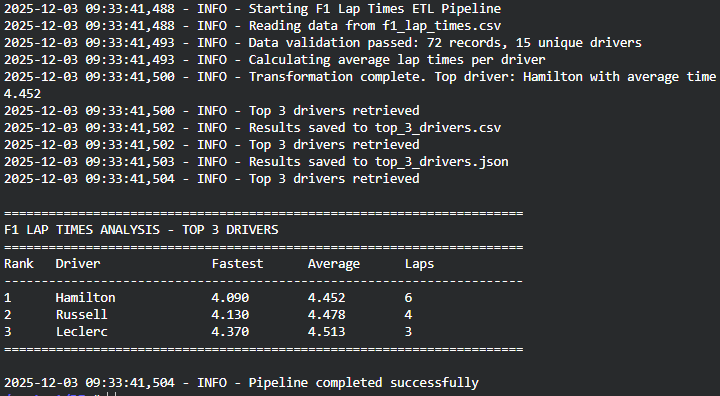 2025-12-03 09:33:41,488 - INFO - Starting F1 Lap Times ETL Pipeline
2025-12-03 09:33:41,488 - INFO - Reading data from f1_lap_times.csv
2025-12-03 09:33:41,493 - INFO - Data validation passed: 72 records, 15 unique drivers
2025-12-03 09:33:41,493 - INFO - Calculating average lap times per driver
2025-12-03 09:33:41,500 - INFO - Transformation complete. Top driver: Hamilton with average time
4.452
2025-12-03 09:33:41,500 - INFO - Top 3 drivers retrieved
2025-12-03 09:33:41,502 - INFO - Results saved to top_3_drivers.csv
2025-12-03 09:33:41,502 - INFO - Top 3 drivers retrieved
2025-12-03 09:33:41,503 - INFO - Results saved to top_3_drivers.json
2025-12-03 09:33:41,504 - INFO - Top 3 drivers retrieved
=================================================================
F1 LAP TIMES ANALYSIS - TOP 3 DRIVERS
=================================================================
Rank Driver Fastest Average Laps
-----------------------------------------------------------------
1 Hamilton 4.090 4.452 6
2 Russell 4.130 4.478 4
3 Leclerc 4.370 4.513 3
=================================================================
2025-12-03 09:33:41,504 - INFO - Pipeline completed successfully